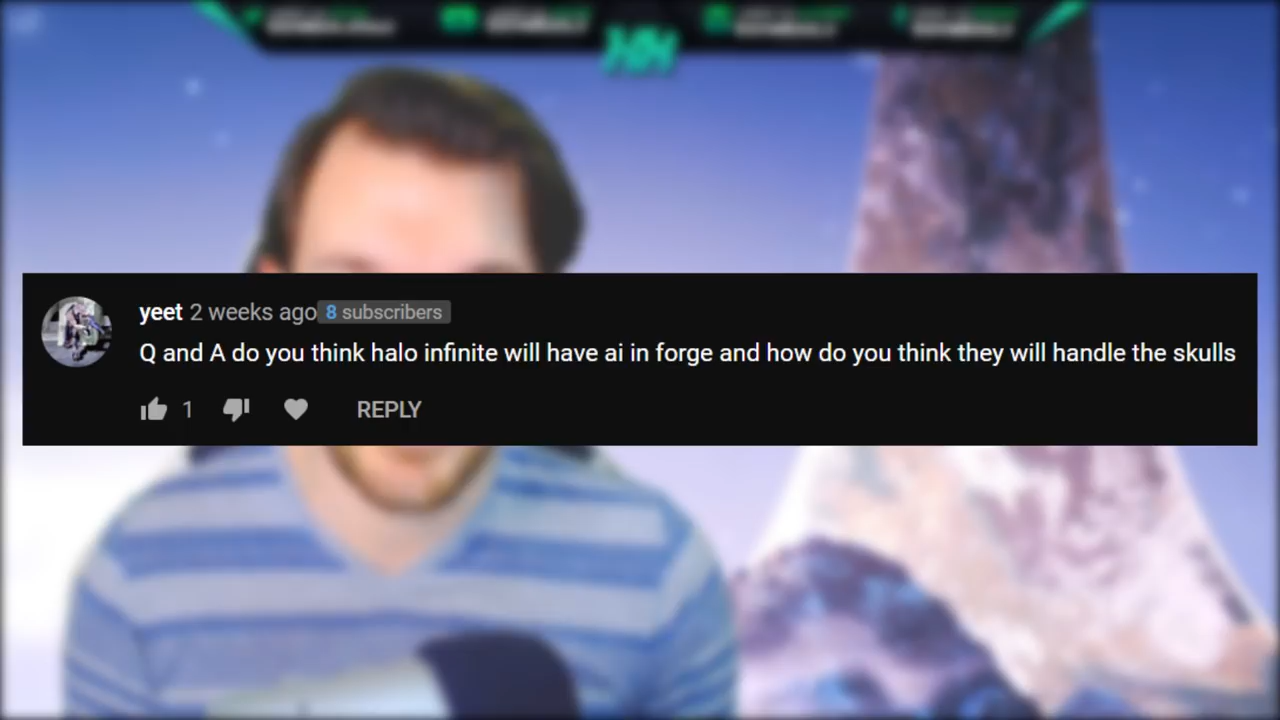 HH
yeet 2 weeks ago 8 subscribers
Q and A do you think halo infinite will have ai in forge and how do you think they will handle the skulls
1 REPLY